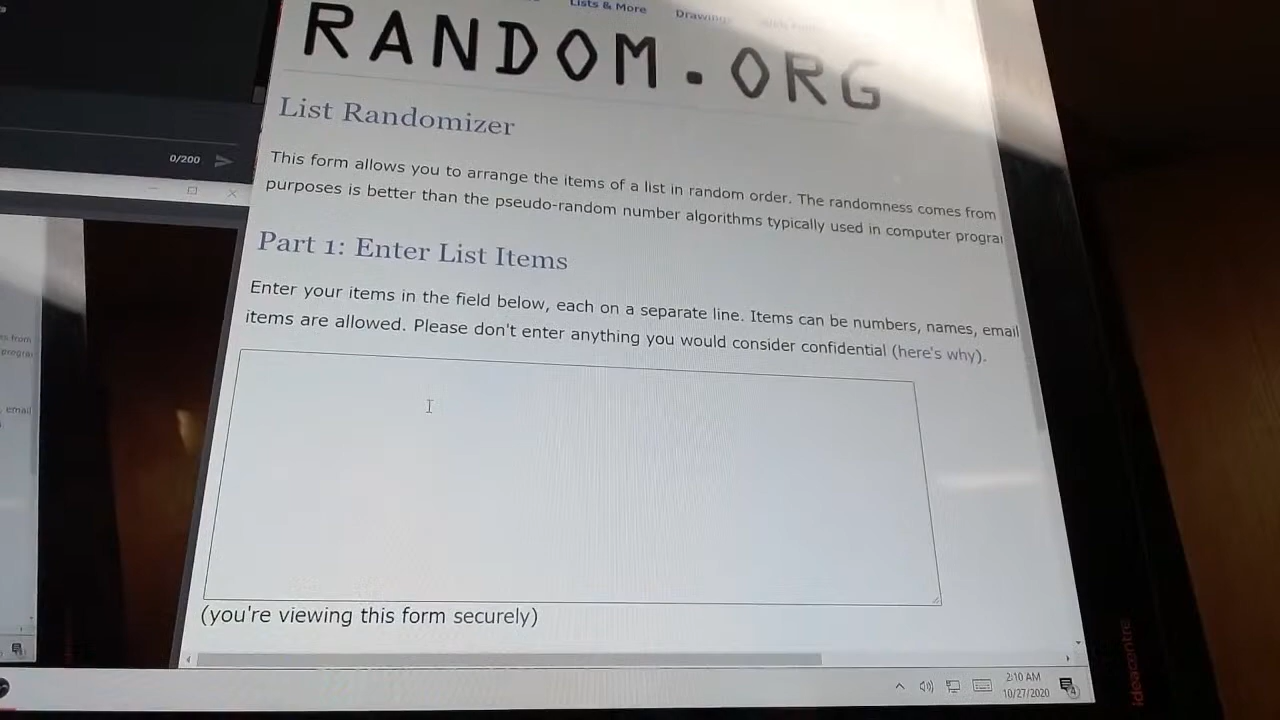 Lists & More
RANDOM.ORG
List Randomizer
0/200
This form allows you to arrange the items of a list in random order. The randomness comes from
purposes is better than the pseudo-random number algorithms typically used in computer progra
Part 1: Enter List Items
Enter your items in the field below, each on a separate line. Items can be numbers, names, email
items are allowed. Please don't enter anything you would consider confidential (here's why).
email
(you're viewing this form securely)
2:10 AM
10/27/2020
4
ideacentre